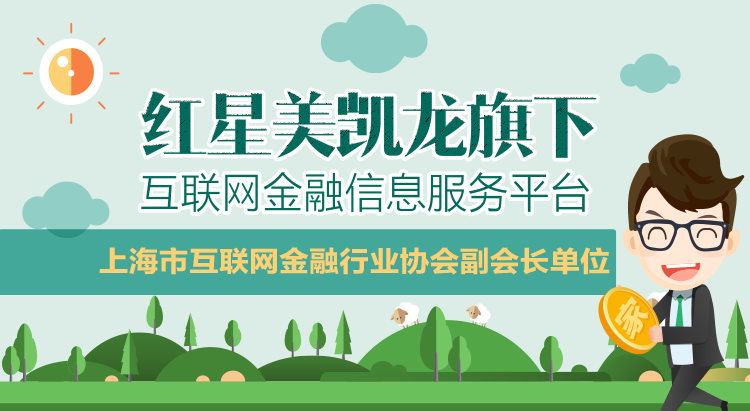 红星美凯龙旗下
互联网金融信息服务平台
上海市互联网金融行业协会副会长单位
家